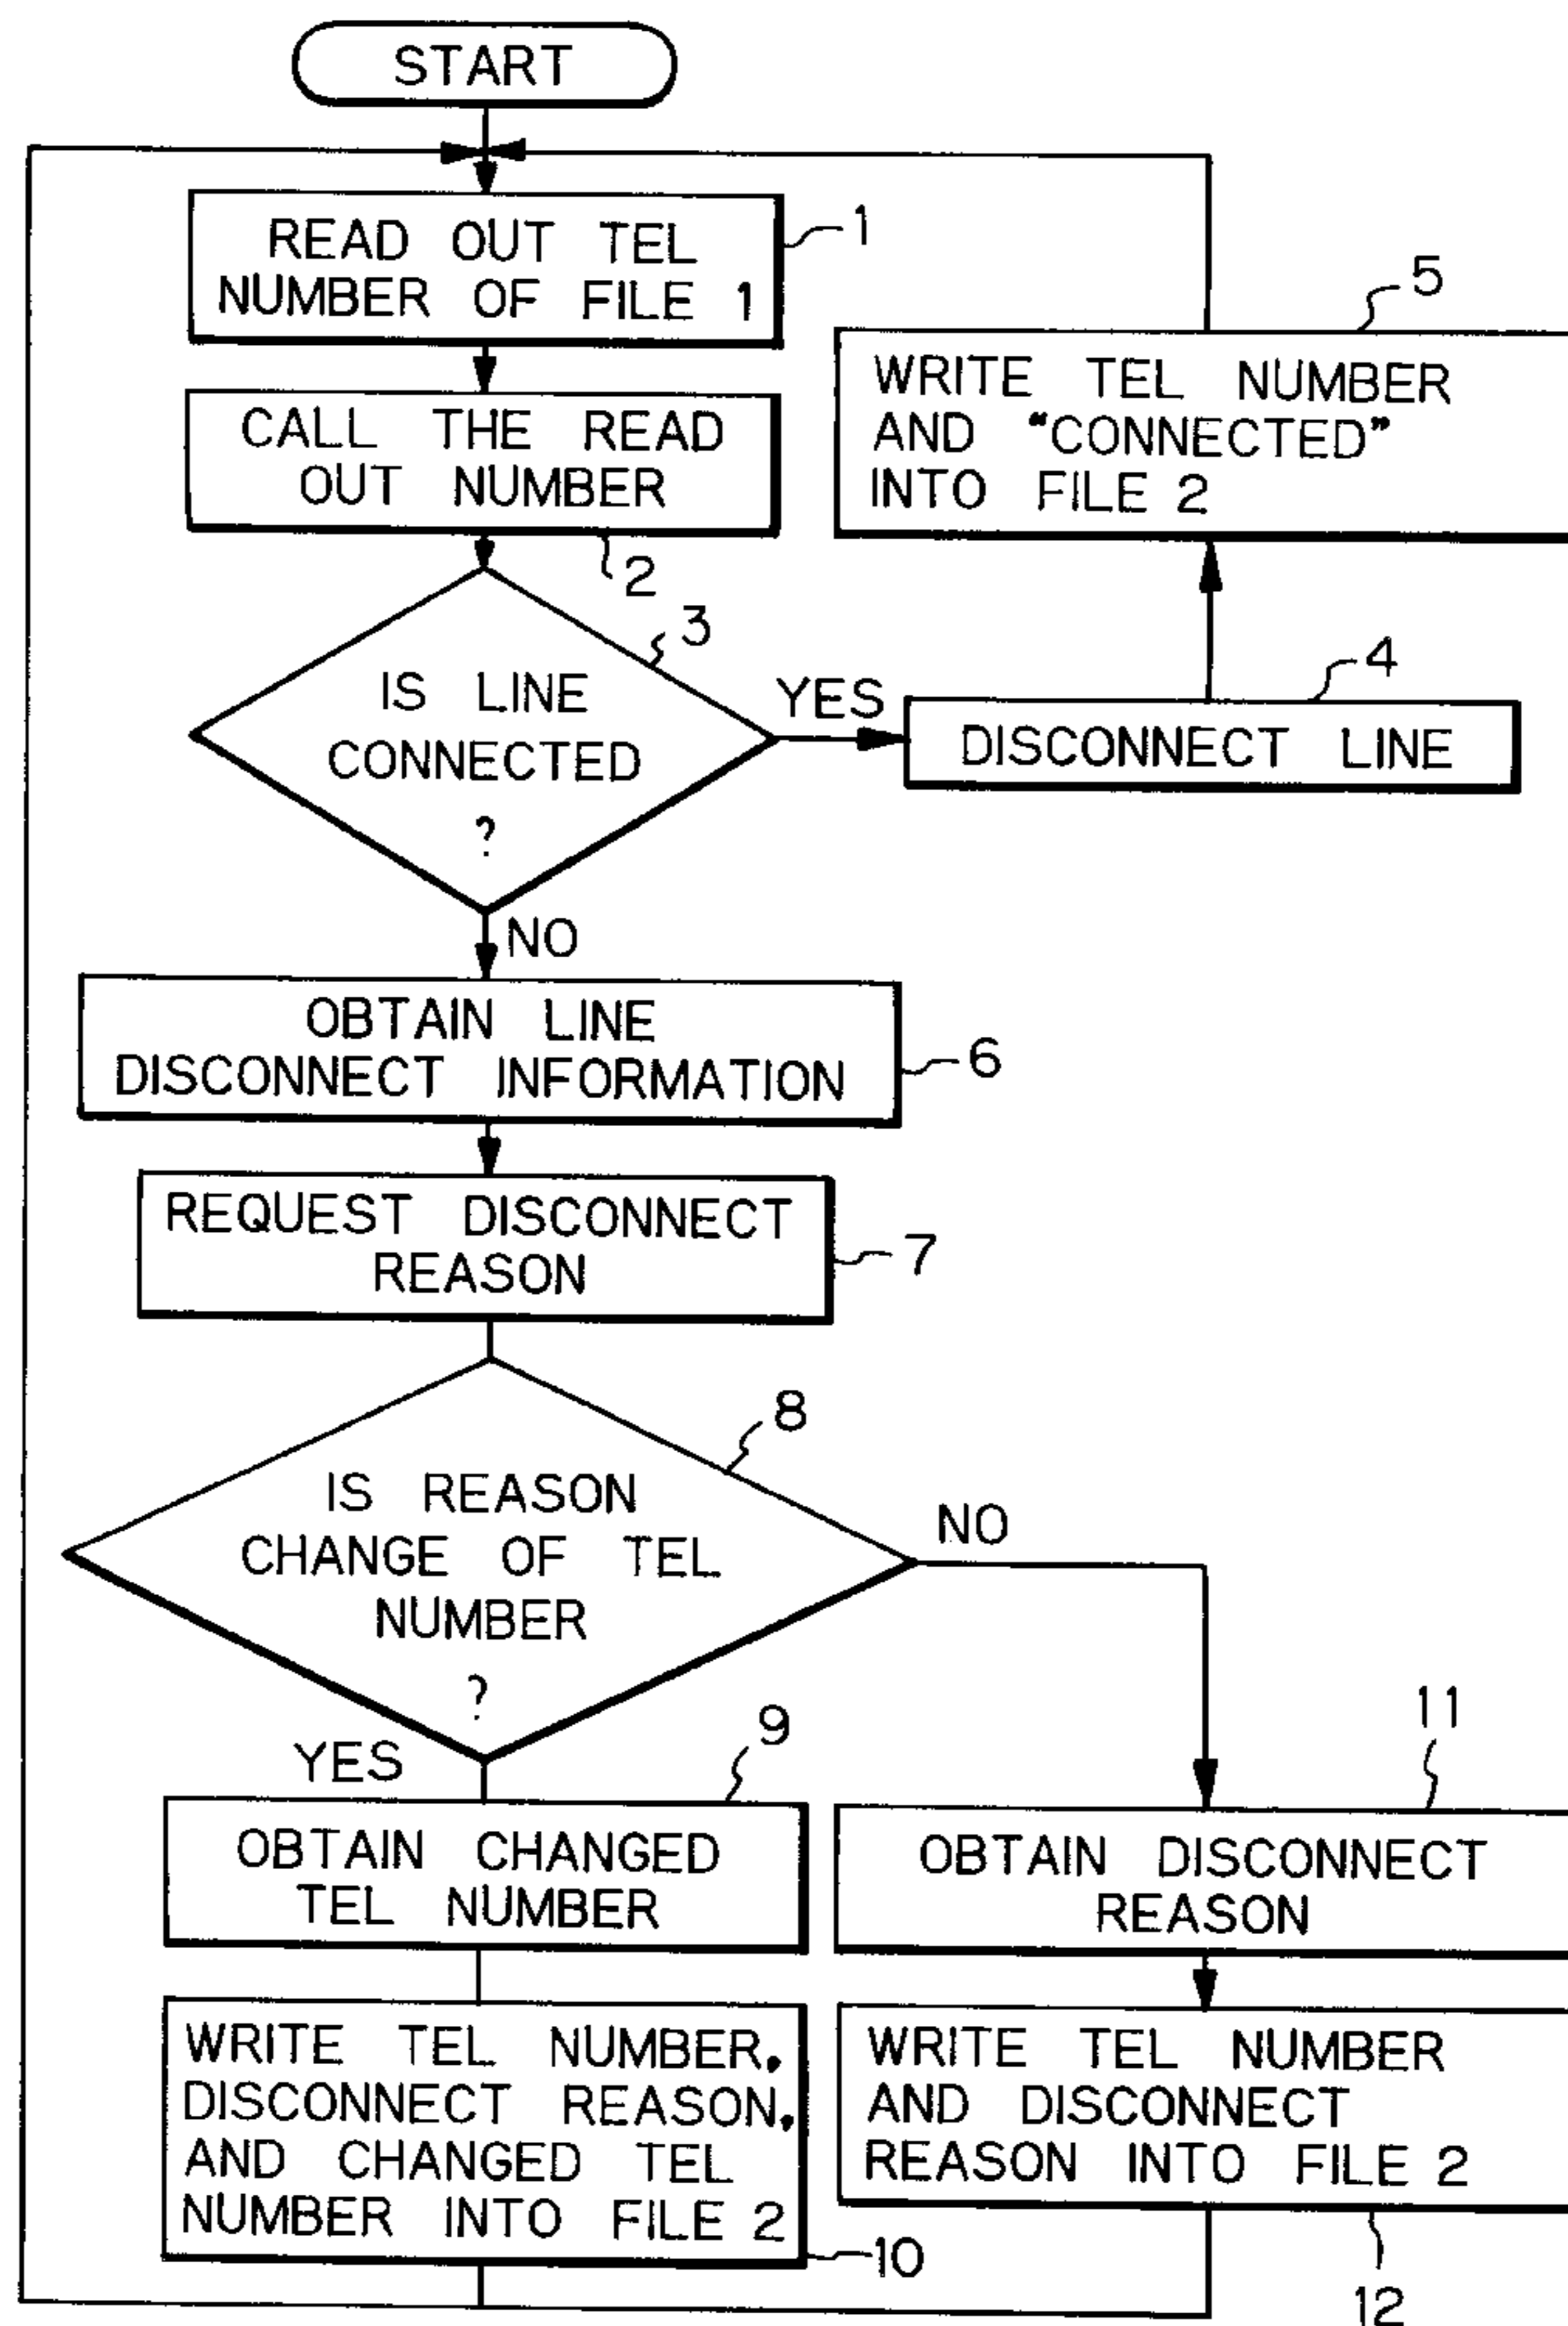 START
READ OUT TEL
NUMBER OF FILE 1
1
CALL THE READ
OUT NUMBER
2
IS LINE
CONNECTED
?
3
YES
DISCONNECT LINE
4
WRITE TEL NUMBER
AND "CONNECTED"
INTO FILE 2
5
NO
OBTAIN LINE
DISCONNECT INFORMATION
6
REQUEST DISCONNECT
REASON
7
IS REASON
CHANGE OF TEL
NUMBER
?
8
NO
YES
OBTAIN CHANGED
TEL NUMBER
9
WRITE TEL NUMBER,
DISCONNECT REASON,
AND CHANGED TEL
NUMBER INTO FILE 2
10
OBTAIN DISCONNECT
REASON
11
WRITE TEL NUMBER
AND DISCONNECT
REASON INTO FILE 2
12